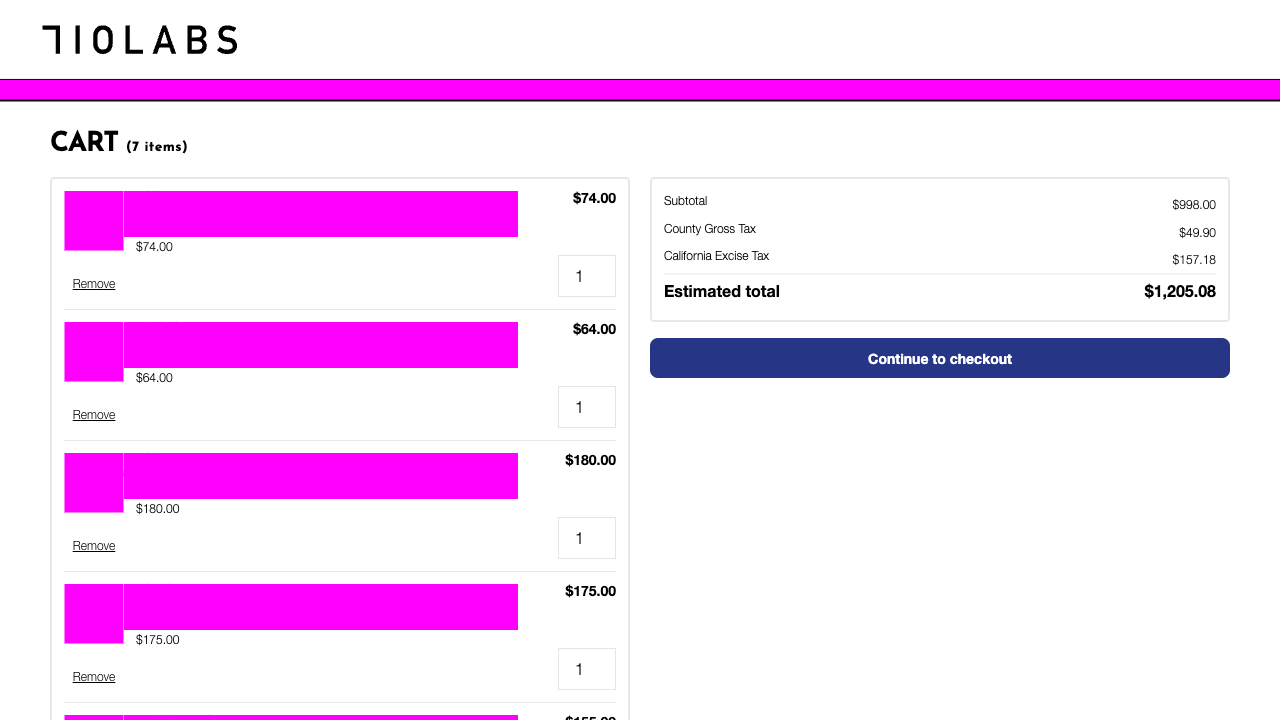 710LABS
CART (7 items)
$74.00
$74.00
1
Remove
$64.00
$64.00
1
Remove
$180.00
$180.00
1
Remove
$175.00
$175.00
1
Remove
Subtotal
$998.00
County Gross Tax
$49.90
California Excise Tax
$157.18
Estimated total
$1,205.08
Continue to checkout